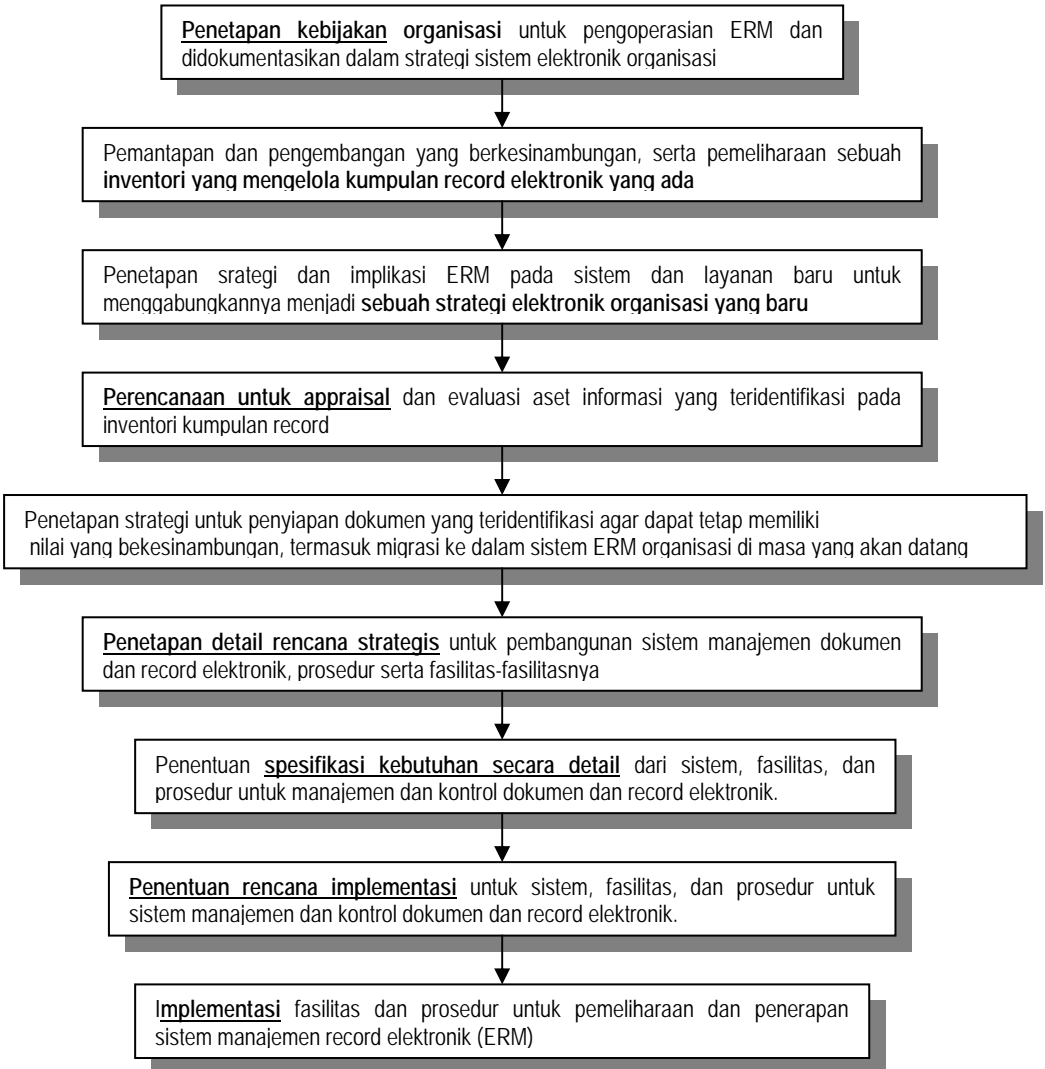 Penetapan kebijakan organisasi untuk pengoperasian ERM dan
didokumentasikan dalam strategi sistem elektronik organisasi
Pemantapan dan pengembangan yang berkesinambungan, serta pemeliharaan sebuah
inventori yang mengelola kumpulan record elektronik yang ada
Penetapan srategi dan implikasi ERM pada sistem dan layanan baru untuk
menggabungkannya menjadi sebuah strategi elektronik organisasi yang baru
Perencanaan untuk appraisal dan evaluasi aset informasi yang teridentifikasi pada
inventori kumpulan record
Penetapan strategi untuk penyiapan dokumen yang teridentifikasi agar dapat tetap memiliki
nilai yang bekesinambungan, termasuk migrasi ke dalam sistem ERM organisasi di masa yang akan datang
Penetapan detail rencana strategis untuk pembangunan sistem manajemen dokumen
dan record elektronik, prosedur serta fasilitas-fasilitasnya
Penentuan spesifikasi kebutuhan secara detail dari sistem, fasilitas, dan
prosedur untuk manajemen dan kontrol dokumen dan record elektronik.
Penentuan rencana implementasi untuk sistem, fasilitas, dan prosedur untuk
sistem manajemen dan kontrol dokumen dan record elektronik.
Implementasi fasilitas dan prosedur untuk pemeliharaan dan penerapan
sistem manajemen record elektronik (ERM)